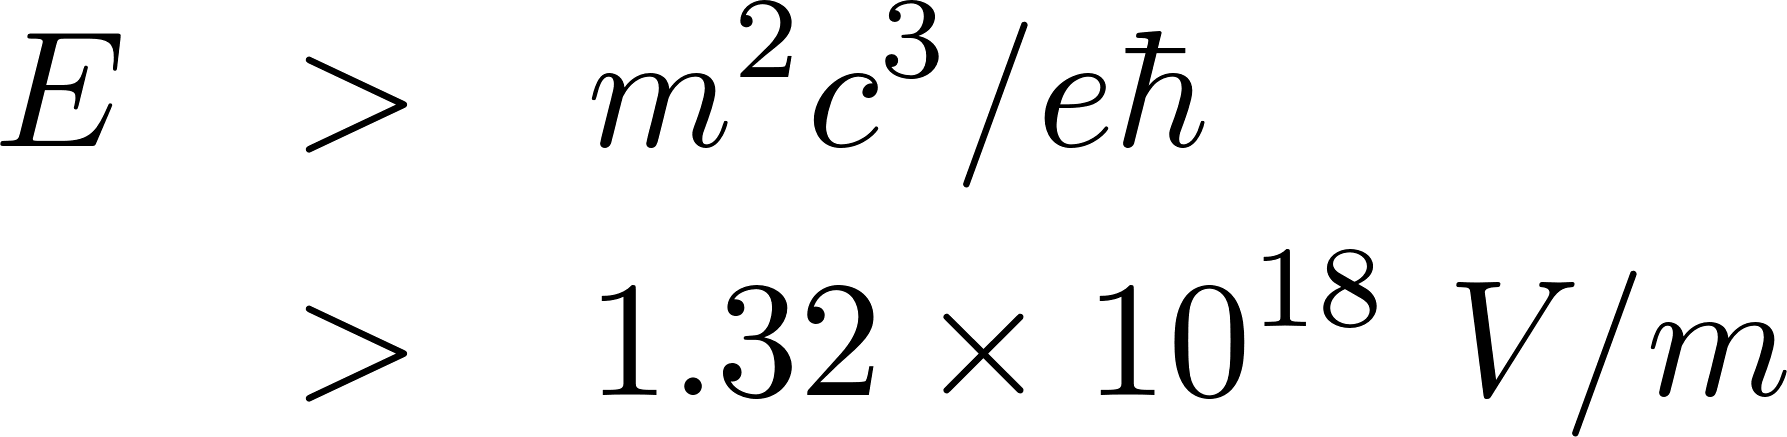 E > m²c³/eħ
> 1.32 × 10¹⁸ V/m